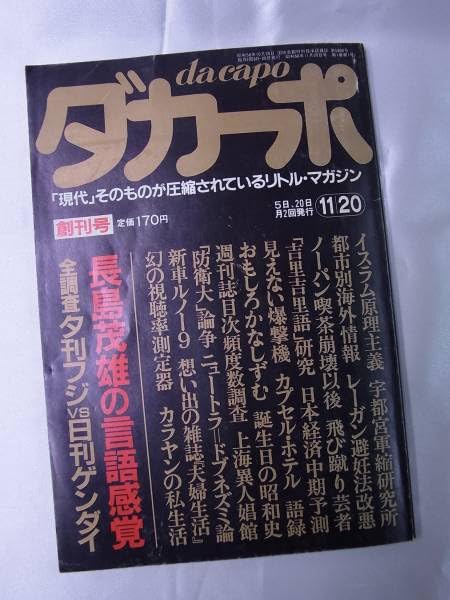 dacapo
ダカーポ
「現代」そのものが圧縮されているリトル・マガジン
創刊号
定価170円
5日、20日
月2回発行
11/20
イスラム原理主義 宇都宮軍縮研究所
都市別海外情報 レーガン避妊法改悪
ノーパン喫茶崩壊以後 飛び蹴り芸者
『吉里吉里語』研究 日本経済中期予測
見えない爆撃機 カプセル・ホテル 語録
おもしろかなしずむ 誕生日の昭和史
週刊誌目次頻度数調査 上海異人娼館
『防衛大』論争 ニュートラ=ドブネズミ論
新車ルノー9 想い出の雑誌『夫婦生活』
幻の視聴率測定器 カラヤンの私生活
長島茂雄の言語感覚
全調査夕刊フジvs日刊ゲンダイ